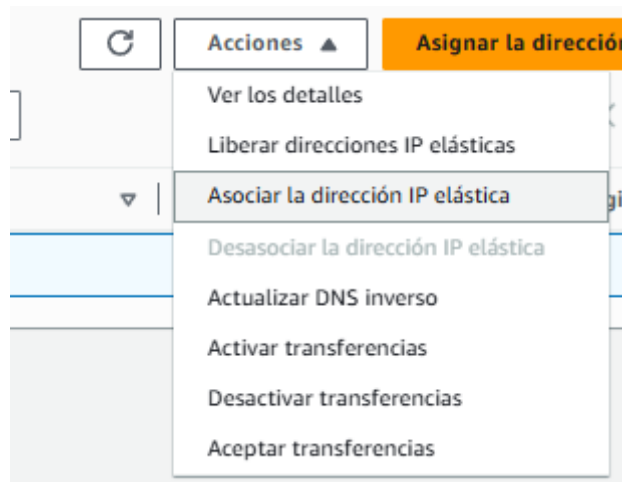 Acciones ▲ Asignar la dirección
Ver los detalles
Liberar direcciones IP elásticas
Asociar la dirección IP elástica
Desasociar la dirección IP elástica
Actualizar DNS inverso
Activar transferencias
Desactivar transferencias
Aceptar transferencias